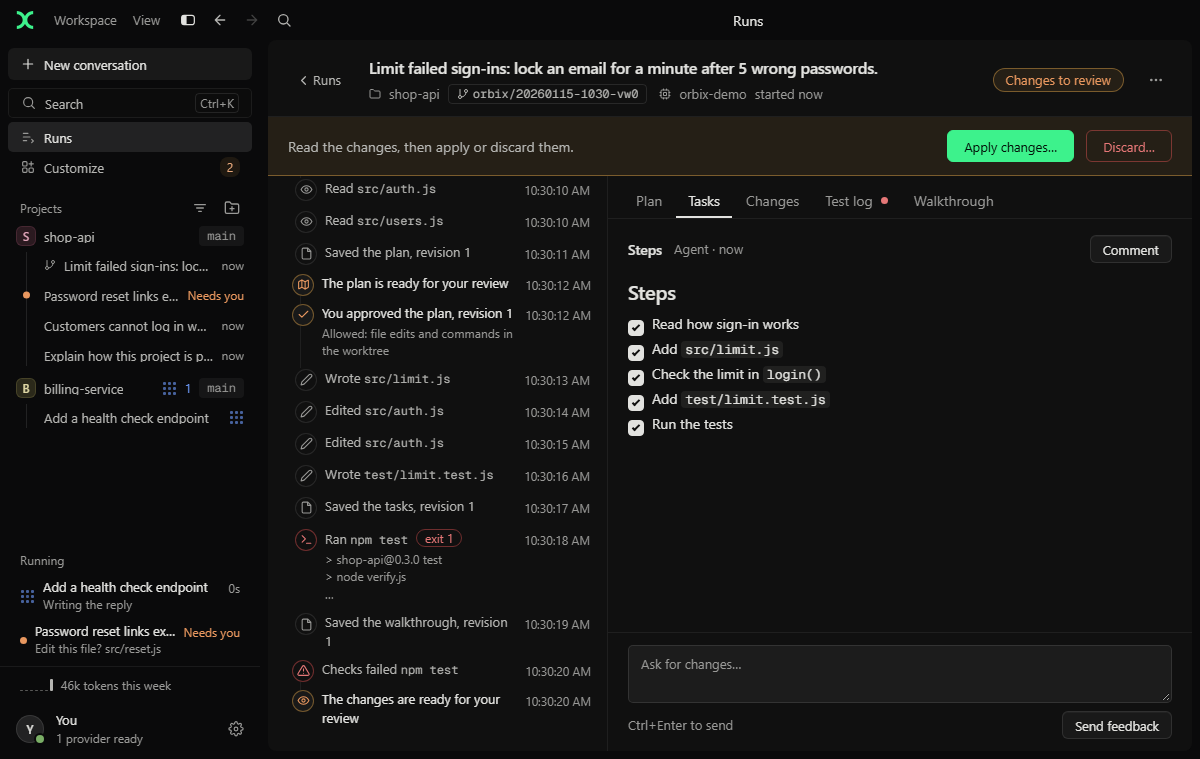 Workspace View
Runs
New conversation
Search Ctrl+K
Runs
Customize 2
Projects
S shop-api main
Limit failed sign-ins: loc... now
Password reset links e... Needs you
Customers cannot log in w... now
Explain how this project is p... now
B billing-service 1 main
Add a health check endpoint
Running
Add a health check endpoint 0s
Writing the reply
Password reset links ex... Needs you
Edit this file? src/reset.js
46k tokens this week
Y You
1 provider ready
Runs
Limit failed sign-ins: lock an email for a minute after 5 wrong passwords.
shop-api orbix/20260115-1030-vw0 orbix-demo started now
Changes to review
Read the changes, then apply or discard them.
Apply changes...
Discard...
Read src/auth.js 10:30:10 AM
Read src/users.js 10:30:10 AM
Saved the plan, revision 1 10:30:11 AM
The plan is ready for your review 10:30:12 AM
You approved the plan, revision 1 10:30:12 AM
Allowed: file edits and commands in
the worktree
Wrote src/limit.js 10:30:13 AM
Edited src/auth.js 10:30:14 AM
Edited src/auth.js 10:30:15 AM
Wrote test/limit.test.js 10:30:16 AM
Saved the tasks, revision 1 10:30:17 AM
Ran npm test exit 1 10:30:18 AM
> shop-api@0.3.0 test
> node verify.js
...
Saved the walkthrough, revision 10:30:19 AM
1
Checks failed npm test 10:30:20 AM
The changes are ready for your 10:30:20 AM
review
Plan Tasks Changes Test log Walkthrough
Steps Agent · now
Comment
Steps
Read how sign-in works
Add src/limit.js
Check the limit in login()
Add test/limit.test.js
Run the tests
Ask for changes...
Ctrl+Enter to send
Send feedback